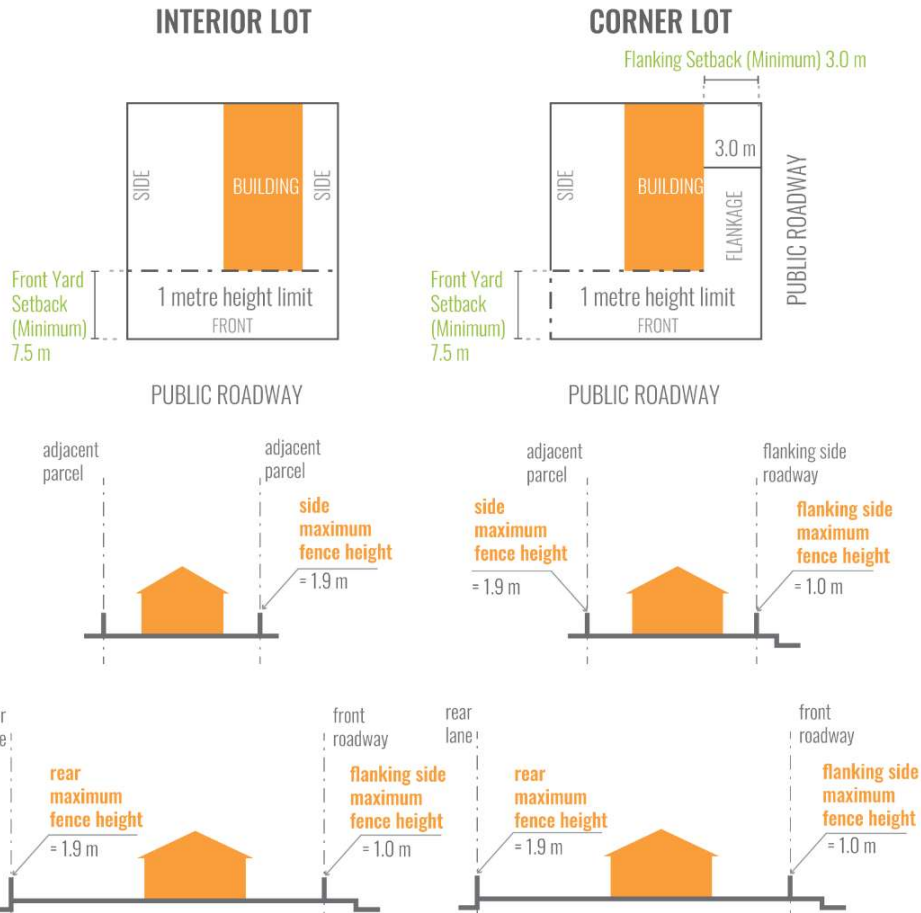 INTERIOR LOT
SIDE
BUILDING
SIDE
Front Yard
Setback
(Minimum)
7.5 m
1 metre height limit
FRONT
PUBLIC ROADWAY
CORNER LOT
Flanking Setback (Minimum) 3.0 m
SIDE
BUILDING
3.0 m
FLANKAGE
PUBLIC ROADWAY
Front Yard
Setback
(Minimum)
7.5 m
1 metre height limit
FRONT
PUBLIC ROADWAY
adjacent
parcel
adjacent
parcel
side
maximum
fence height
= 1.9 m
adjacent
parcel
flanking side
roadway
side
maximum
fence height
= 1.9 m
flanking side
maximum
fence height
= 1.0 m
front
roadway
rear
maximum
fence height
= 1.9 m
flanking side
maximum
fence height
= 1.0 m
rear
lane
front
roadway
rear
maximum
fence height
= 1.9 m
flanking side
maximum
fence height
= 1.0 m